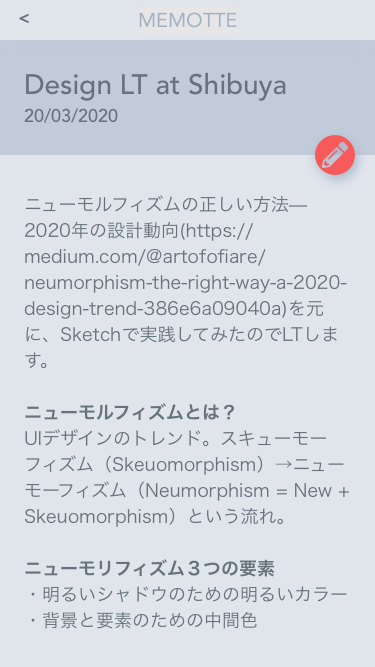 <
MEMOTTE
Design LT at Shibuya
20/03/2020
ニューモルフィズムの正しい方法—
2020年の設計動向(https://
medium.com/@artofofiare/
neumorphism-the-right-way-a-2020-
design-trend-386e6a09040a)を元
に、Sketchで実践してみたのでLTしま
す。
ニューモルフィズムとは？
UIデザインのトレンド。スキューモー
フィズム（Skeuomorphism）→ニュー
モーフィズム（Neumorphism = New +
Skeuomorphism）という流れ。
ニューモリフィズム３つの要素
・明るいシャドウのための明るいカラー
・背景と要素のための中間色